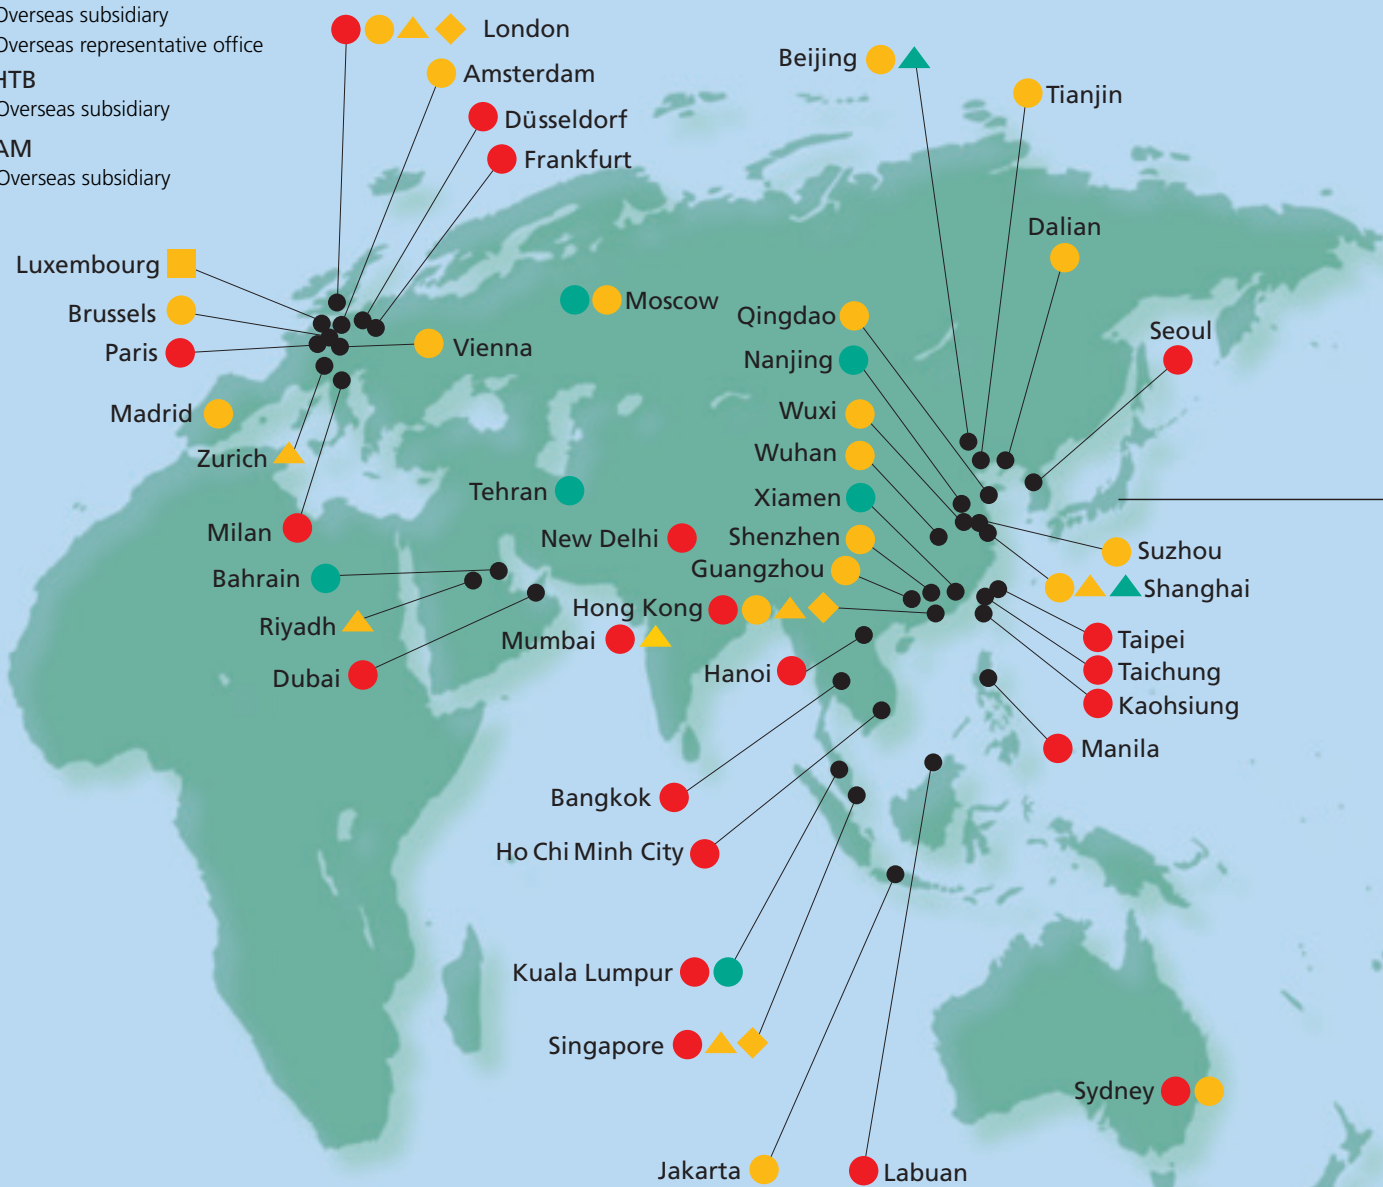 Overseas subsidiary
Overseas representative office
HTB
Overseas subsidiary
AM
Overseas subsidiary
London
Amsterdam
Düsseldorf
Frankfurt
Beijing
Tianjin
Dalian
Luxembourg
Brussels
Paris
Moscow
Vienna
Qingdao
Nanjing
Seoul
Madrid
Zurich
Wuxi
Wuhan
Tehran
Xiamen
Milan
New Delhi
Shenzhen
Suzhou
Bahrain
Guangzhou
Shanghai
Riyadh
Hong Kong
Mumbai
Taipei
Dubai
Hanoi
Taichung
Kaohsiung
Manila
Bangkok
Ho Chi Minh City
Kuala Lumpur
Singapore
Sydney
Jakarta
Labuan